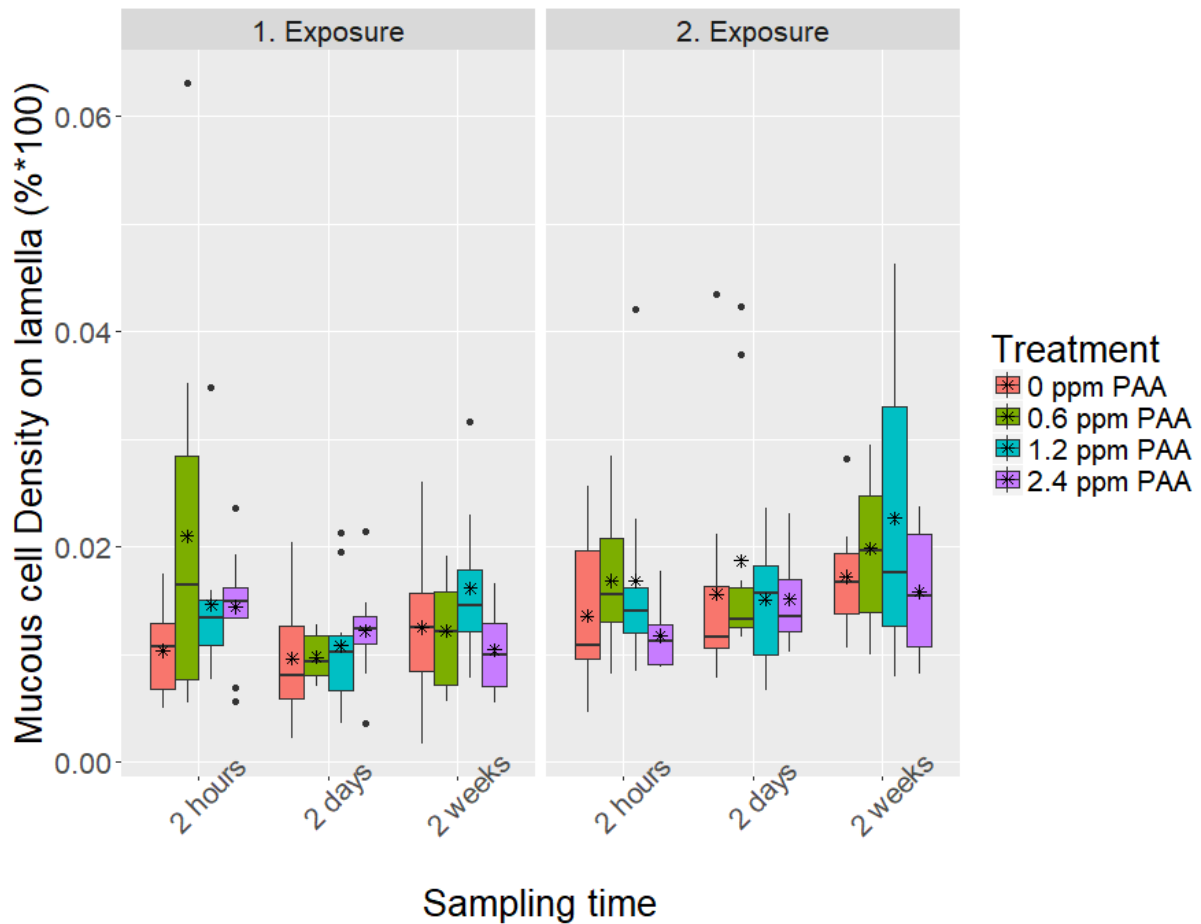 1. Exposure
2. Exposure
Mucous cell Density on lamella (%*100)
0.06
0.04
0.02
0.00
2 hours
2 days
2 weeks
2 hours
2 days
2 weeks
Sampling time
Treatment
0 ppm PAA
0.6 ppm PAA
1.2 ppm PAA
2.4 ppm PAA